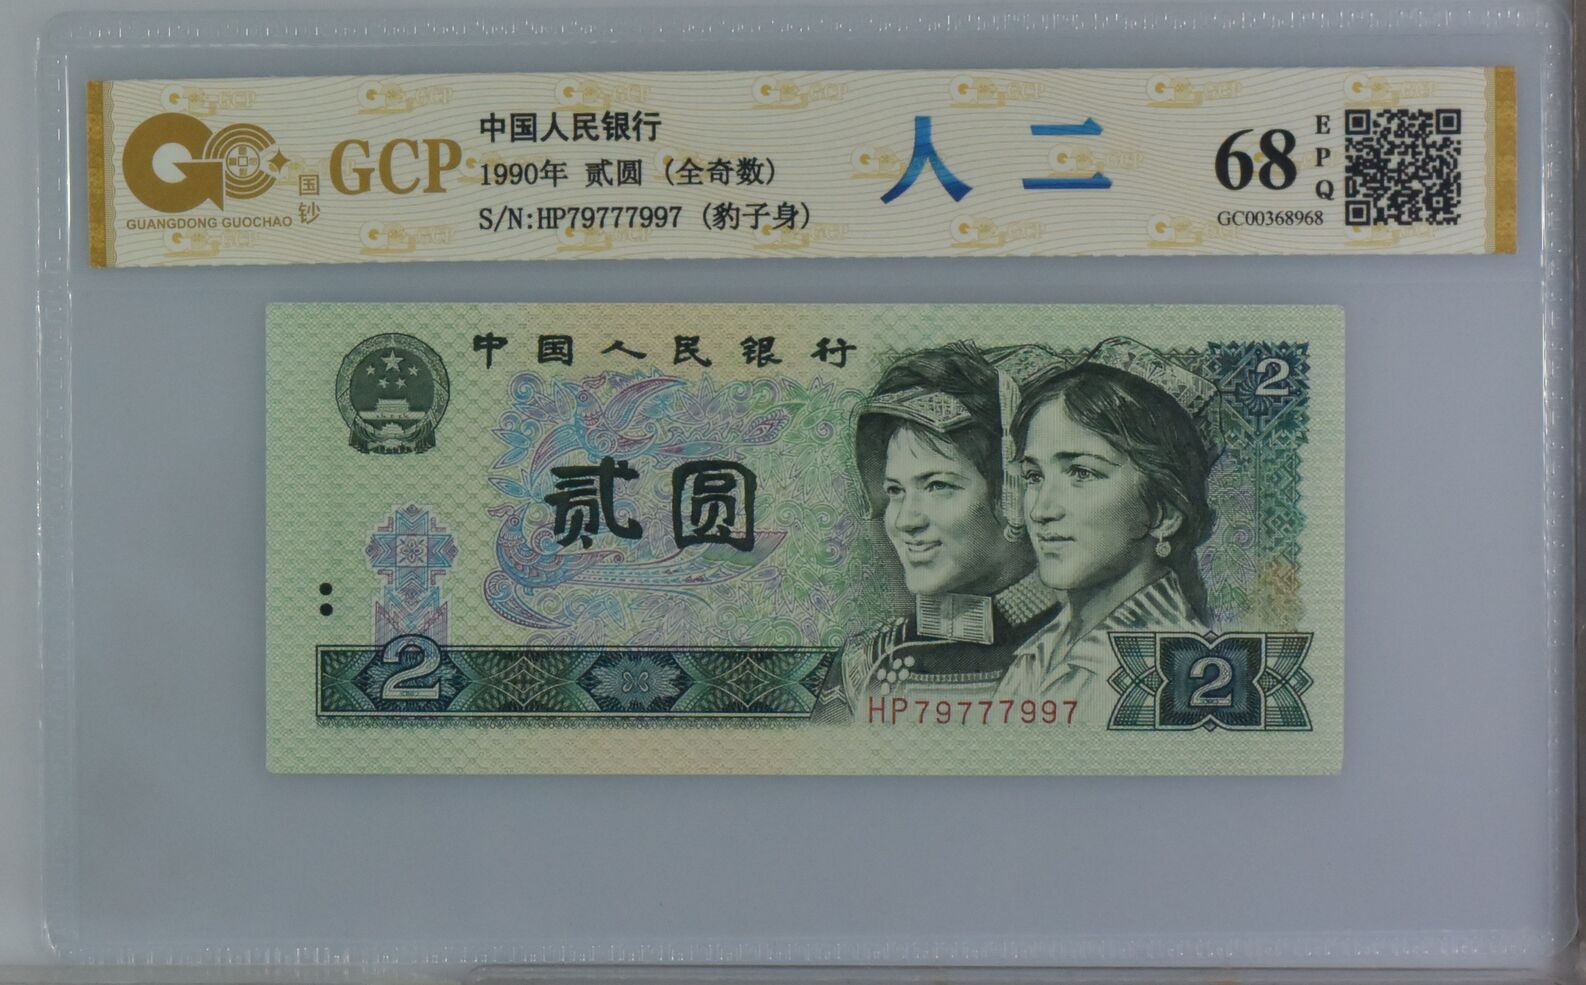 GCP
国钞
GUANGDONG GUOCHAO
中国人民银行
1990年 贰圆 (全奇数)
S/N:HP79777997 (豹子身)
人二
68
EPQ
GC00368968
中国人民银行
2
贰圆
2
2
HP79777997